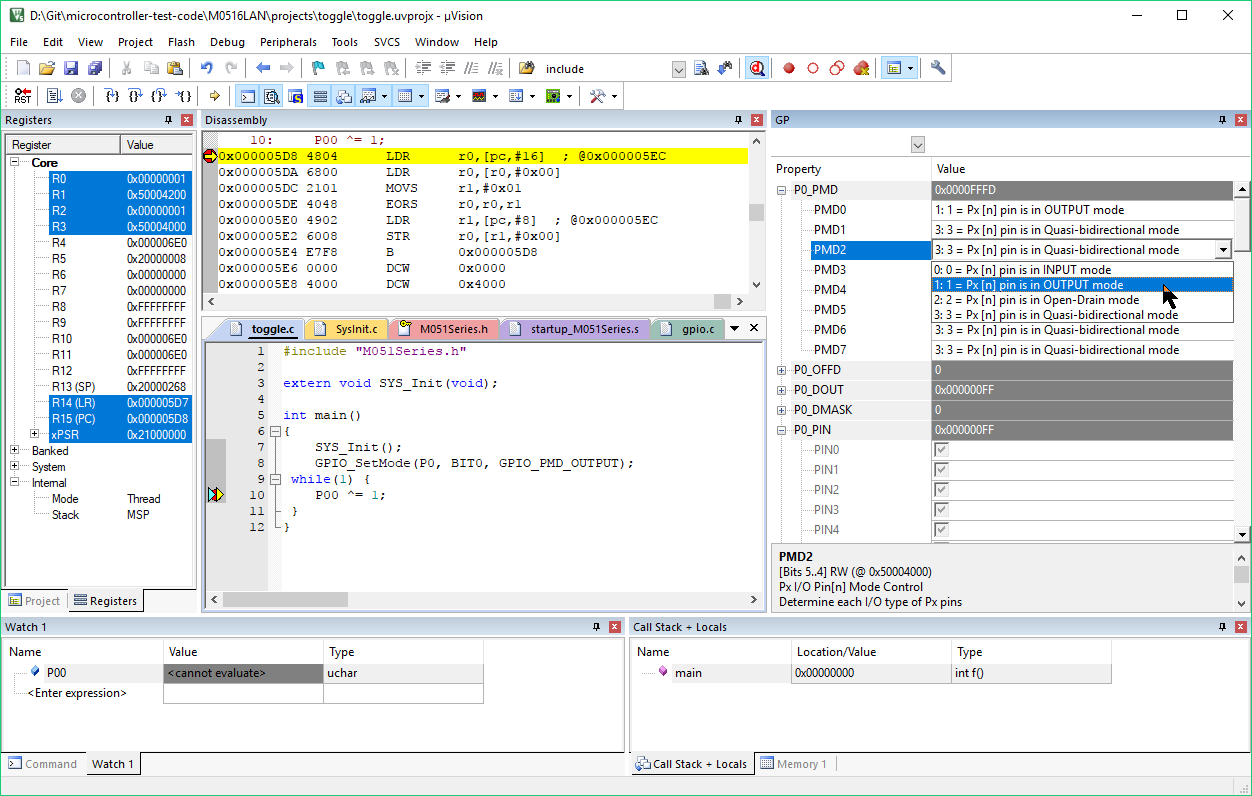 D:\Git\microcontroller-test-code\M0516LAN\projects\toggle\toggle.uvprojx - µVision
File Edit View Project Flash Debug Peripherals Tools SVCS Window Help
include
RST
Registers
Register Value
Core
R0 0x00000001
R1 0x50004200
R2 0x00000001
R3 0x50004000
R4 0x000006E0
R5 0x20000008
R6 0x00000000
R7 0x00000000
R8 0xFFFFFFFF
R9 0xFFFFFFFF
R10 0x000006E0
R11 0x000006E0
R12 0xFFFFFFFF
R13 (SP) 0x20000268
R14 (LR) 0x000005D7
R15 (PC) 0x000005D8
xPSR 0x21000000
Banked
System
Internal
Mode Thread
Stack MSP
Project Registers
Disassembly
10: P00 ^= 1;
0x000005D8 4804 LDR r0,[pc,#16] ; @0x000005EC
0x000005DA 6800 LDR r0,[r0,#0x00]
0x000005DC 2101 MOVS r1,#0x01
0x000005DE 4048 EORS r0,r0,r1
0x000005E0 4902 LDR r1,[pc,#8] ; @0x000005EC
0x000005E2 6008 STR r0,[r1,#0x00]
0x000005E4 E7F8 B 0x000005D8
0x000005E6 0000 DCW 0x0000
0x000005E8 4000 DCW 0x4000
toggle.c SysInit.c M051Series.h startup_M051Series.s gpio.c
1 #include "M051Series.h"
2
3 extern void SYS_Init(void);
4
5 int main()
6 {
7 SYS_Init();
8 GPIO_SetMode(P0, BIT0, GPIO_PMD_OUTPUT);
9 while(1) {
10 P00 ^= 1;
11 }
12 }
GP
Property Value
P0_PMD 0x0000FFFD
PMD0 1: 1 = Px [n] pin is in OUTPUT mode
PMD1 3: 3 = Px [n] pin is in Quasi-bidirectional mode
PMD2 3: 3 = Px [n] pin is in Quasi-bidirectional mode
PMD3 0: 0 = Px [n] pin is in INPUT mode
PMD4 1: 1 = Px [n] pin is in OUTPUT mode
PMD5 2: 2 = Px [n] pin is in Open-Drain mode
3: 3 = Px [n] pin is in Quasi-bidirectional mode
PMD6 3: 3 = Px [n] pin is in Quasi-bidirectional mode
PMD7 3: 3 = Px [n] pin is in Quasi-bidirectional mode
P0_OFFD 0
P0_DOUT 0x000000FF
P0_DMASK 0
P0_PIN 0x000000FF
PIN0
PIN1
PIN2
PIN3
PIN4
PMD2
[Bits 5..4] RW (@ 0x50004000)
Px I/O Pin[n] Mode Control
Determine each I/O type of Px pins
Watch 1
Name Value Type
P00 <cannot evaluate> uchar
<Enter expression>
Command Watch 1
Call Stack + Locals
Name Location/Value Type
main 0x00000000 int f()
Call Stack + Locals Memory 1